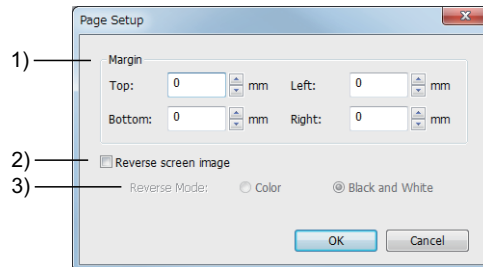 Page Setup
1)
Margin
Top: 0 mm Left: 0 mm
Bottom: 0 mm Right: 0 mm
2) Reverse screen image
3) Reverse Mode: Color Black and White
OK Cancel